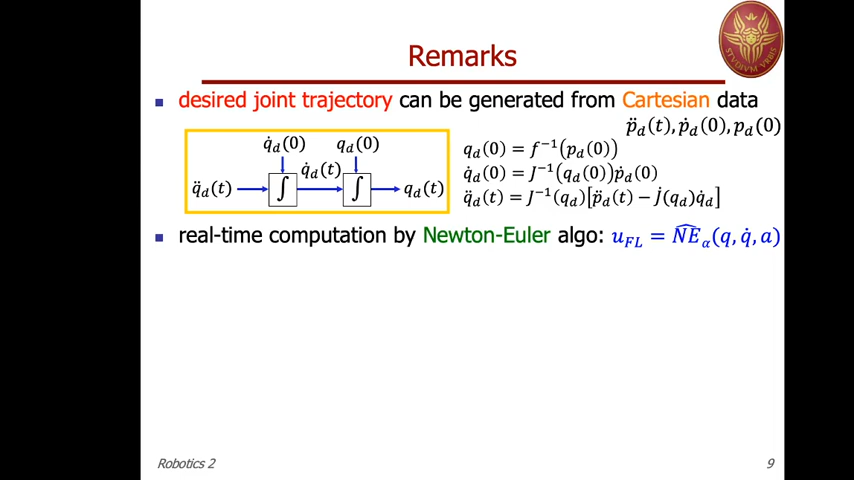 Remarks
desired joint trajectory can be generated from Cartesian data
p̈_d(t), ṗ_d(0), p_d(0)
q̇_d(0) q_d(0)
q̈_d(t) ∫ q̇_d(t) ∫ q_d(t)
q_d(0) = f⁻¹(p_d(0))
q̇_d(0) = J⁻¹(q_d(0))ṗ_d(0)
q̈_d(t) = J⁻¹(q_d)[p̈_d(t) − J̇(q_d)q̇_d]
real-time computation by Newton-Euler algo: u_FL = N̂E_α(q, q̇, a)
STVDIVM VRBIS
Robotics 2
9